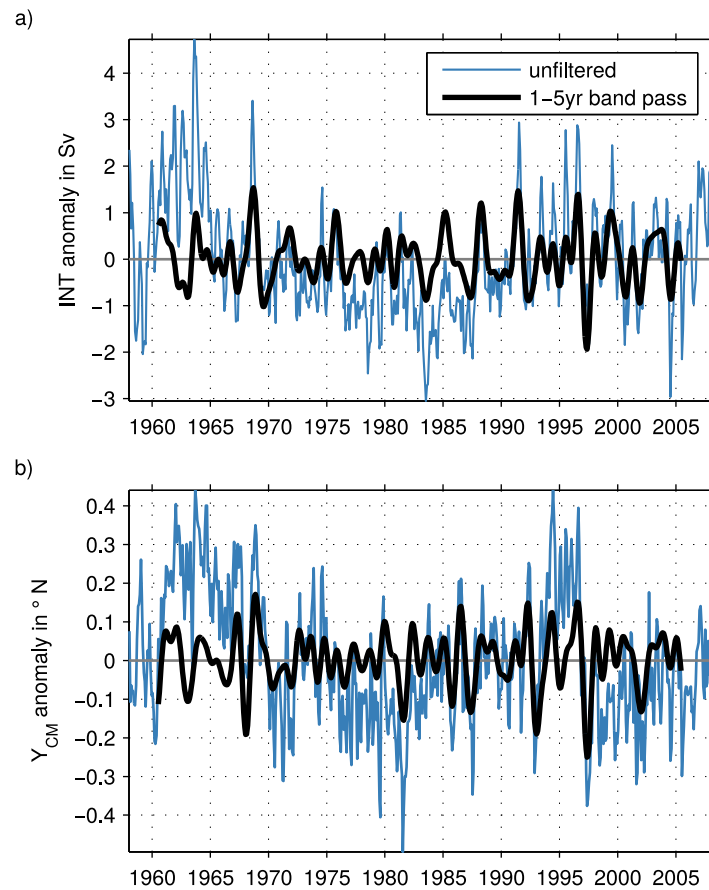 a)
INT anomaly in Sv
4
3
2
1
0
−1
−2
−3
unfiltered
1−5yr band pass
1960 1965 1970 1975 1980 1985 1990 1995 2000 2005
b)
Y_CM anomaly in ° N
0.4
0.3
0.2
0.1
0
−0.1
−0.2
−0.3
−0.4
1960 1965 1970 1975 1980 1985 1990 1995 2000 2005